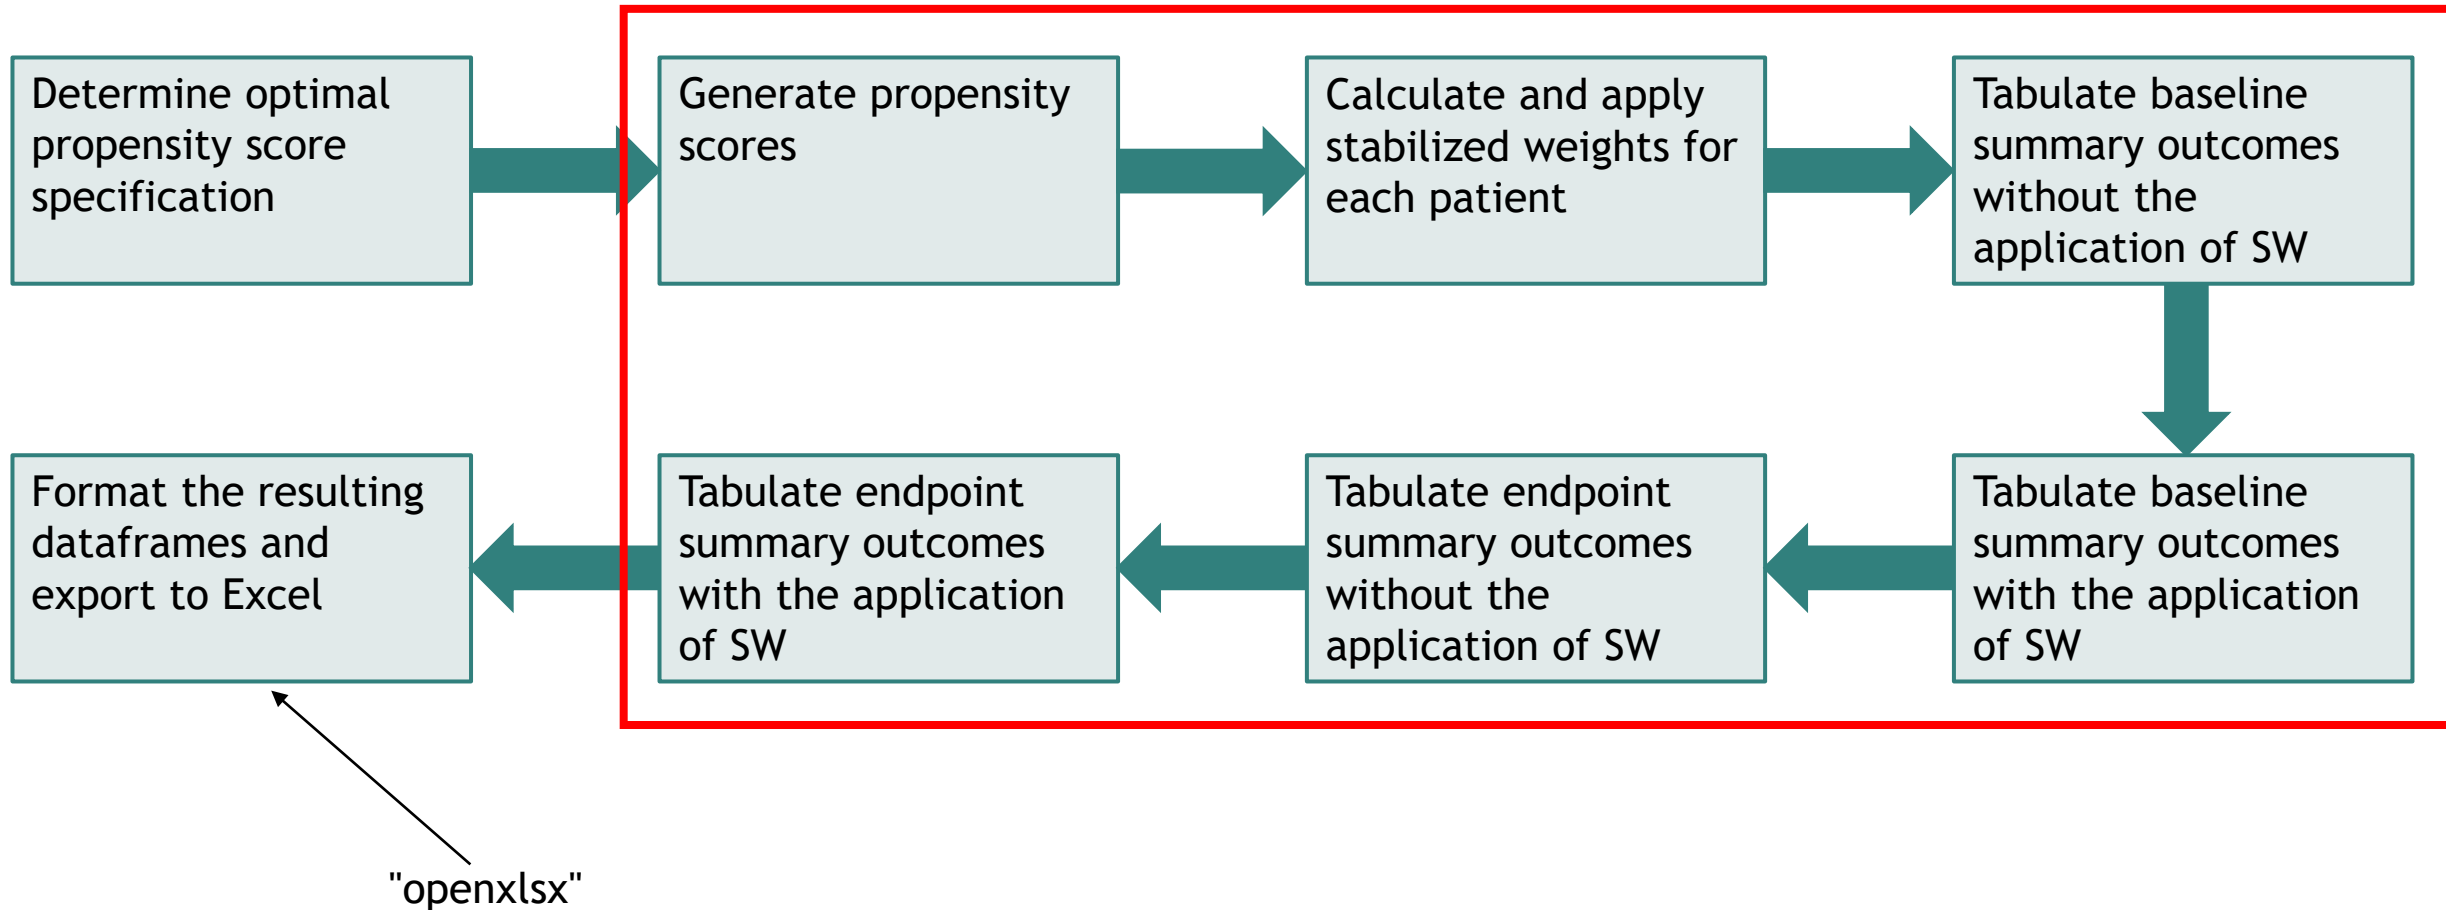 Determine optimal
propensity score
specification
Generate propensity
scores
Calculate and apply
stabilized weights for
each patient
Tabulate baseline
summary outcomes
without the
application of SW
Tabulate baseline
summary outcomes
with the application
of SW
Tabulate endpoint
summary outcomes
without the
application of SW
Tabulate endpoint
summary outcomes
with the application
of SW
Format the resulting
dataframes and
export to Excel
"openxlsx"